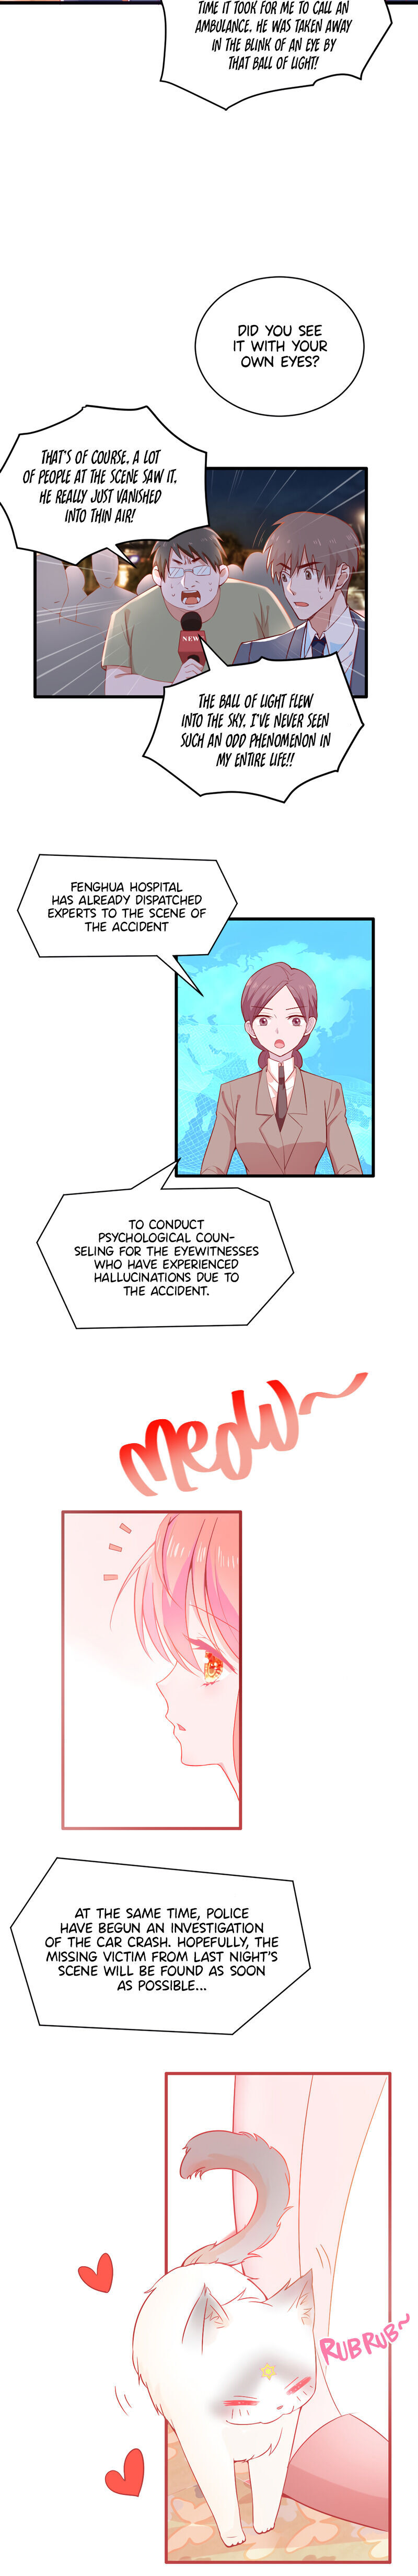 TIME IT TOOK FOR ME TO CALL AN
AMBULANCE. HE WAS TAKEN AWAY
IN THE BLINK OF AN EYE BY
THAT BALL OF LIGHT!
DID YOU SEE
IT WITH YOUR
OWN EYES?
THAT'S OF COURSE. A LOT
OF PEOPLE AT THE SCENE SAW IT.
HE REALLY JUST VANISHED
INTO THIN AIR!
NEW
THE BALL OF LIGHT FLEW
INTO THE SKY. I'VE NEVER SEEN
SUCH AN ODD PHENOMENON IN
MY ENTIRE LIFE!!
FENGHUA HOSPITAL
HAS ALREADY DISPATCHED
EXPERTS TO THE SCENE OF
THE ACCIDENT
TO CONDUCT
PSYCHOLOGICAL COUN-
SELING FOR THE EYEWITNESSES
WHO HAVE EXPERIENCED
HALLUCINATIONS DUE TO
THE ACCIDENT.
MEOW~
AT THE SAME TIME, POLICE
HAVE BEGUN AN INVESTIGATION
OF THE CAR CRASH. HOPEFULLY, THE
MISSING VICTIM FROM LAST NIGHT'S
SCENE WILL BE FOUND AS SOON
AS POSSIBLE...
RUB RUB~